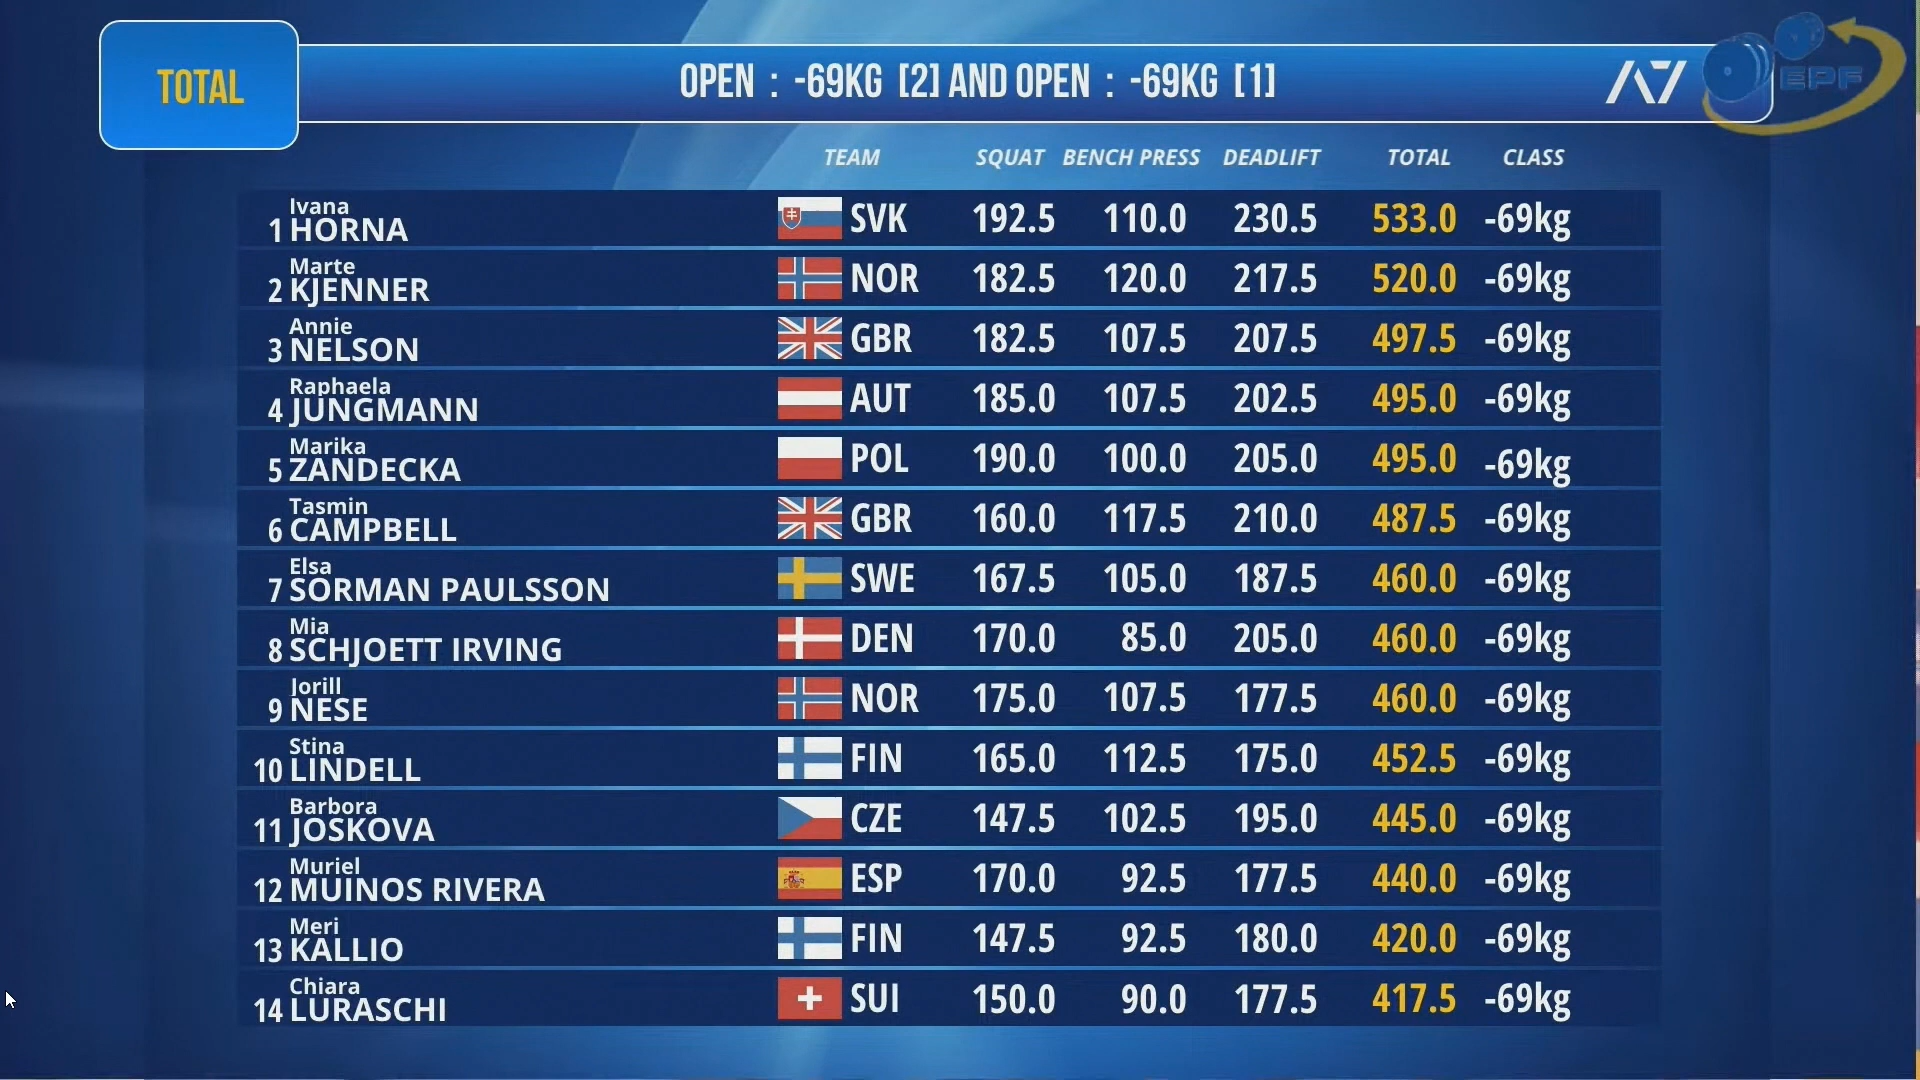 TOTAL
OPEN : -69KG [2] AND OPEN : -69KG [1]
A7
EPF
TEAM SQUAT BENCH PRESS DEADLIFT TOTAL CLASS
Ivana
1 HORNA SVK 192.5 110.0 230.5 533.0 -69kg
Marte
2 KJENNER NOR 182.5 120.0 217.5 520.0 -69kg
Annie
3 NELSON GBR 182.5 107.5 207.5 497.5 -69kg
Raphaela
4 JUNGMANN AUT 185.0 107.5 202.5 495.0 -69kg
Marika
5 ZANDECKA POL 190.0 100.0 205.0 495.0 -69kg
Tasmin
6 CAMPBELL GBR 160.0 117.5 210.0 487.5 -69kg
Elsa
7 SORMAN PAULSSON SWE 167.5 105.0 187.5 460.0 -69kg
Mia
8 SCHJOETT IRVING DEN 170.0 85.0 205.0 460.0 -69kg
Jorill
9 NESE NOR 175.0 107.5 177.5 460.0 -69kg
Stina
10 LINDELL FIN 165.0 112.5 175.0 452.5 -69kg
Barbora
11 JOSKOVA CZE 147.5 102.5 195.0 445.0 -69kg
Muriel
12 MUINOS RIVERA ESP 170.0 92.5 177.5 440.0 -69kg
Meri
13 KALLIO FIN 147.5 92.5 180.0 420.0 -69kg
Chiara
14 LURASCHI SUI 150.0 90.0 177.5 417.5 -69kg